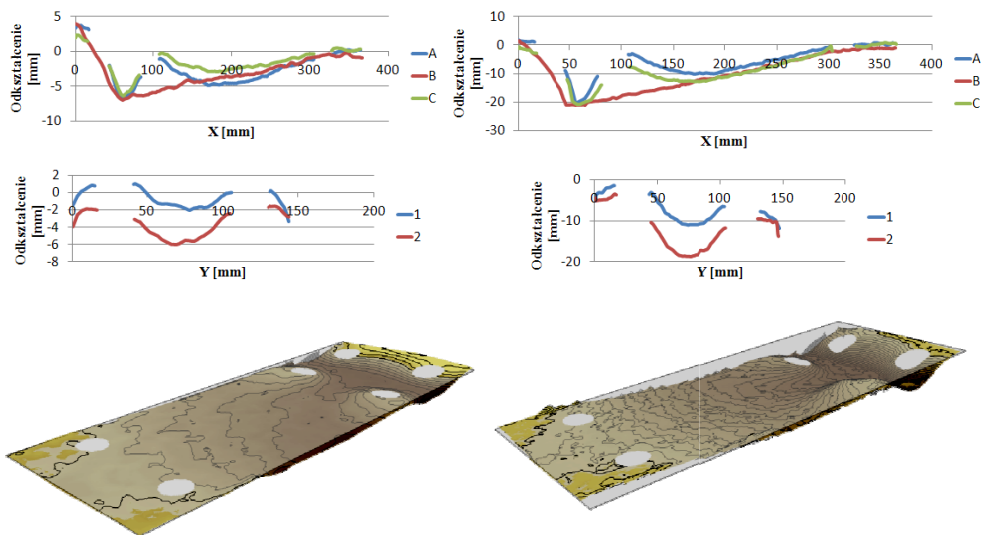 Odkształcenie
[mm]
5
0
-5
-10
0 100 200 300 400
X [mm]
A
B
C
Odkształcenie
[mm]
10
0
-10
-20
-30
0 50 100 150 200 250 300 350 400
X [mm]
A
B
C
Odkształcenie
[mm]
2
0
-2
-4
-6
-8
0 50 100 150 200
Y [mm]
1
2
Odkształcenie
[mm]
0
-10
-20
0 50 100 150 200
Y [mm]
1
2